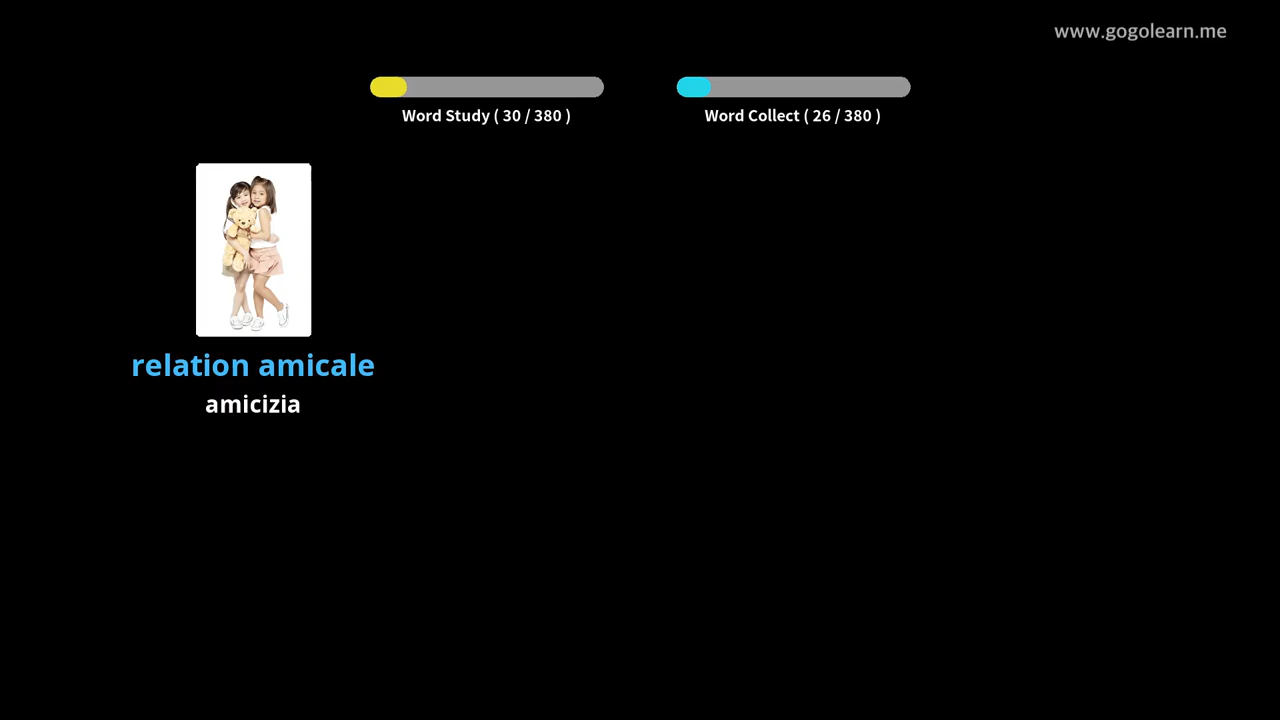 www.gogolearn.me
Word Study ( 30 / 380 )
Word Collect ( 26 / 380 )
relation amicale
amicizia